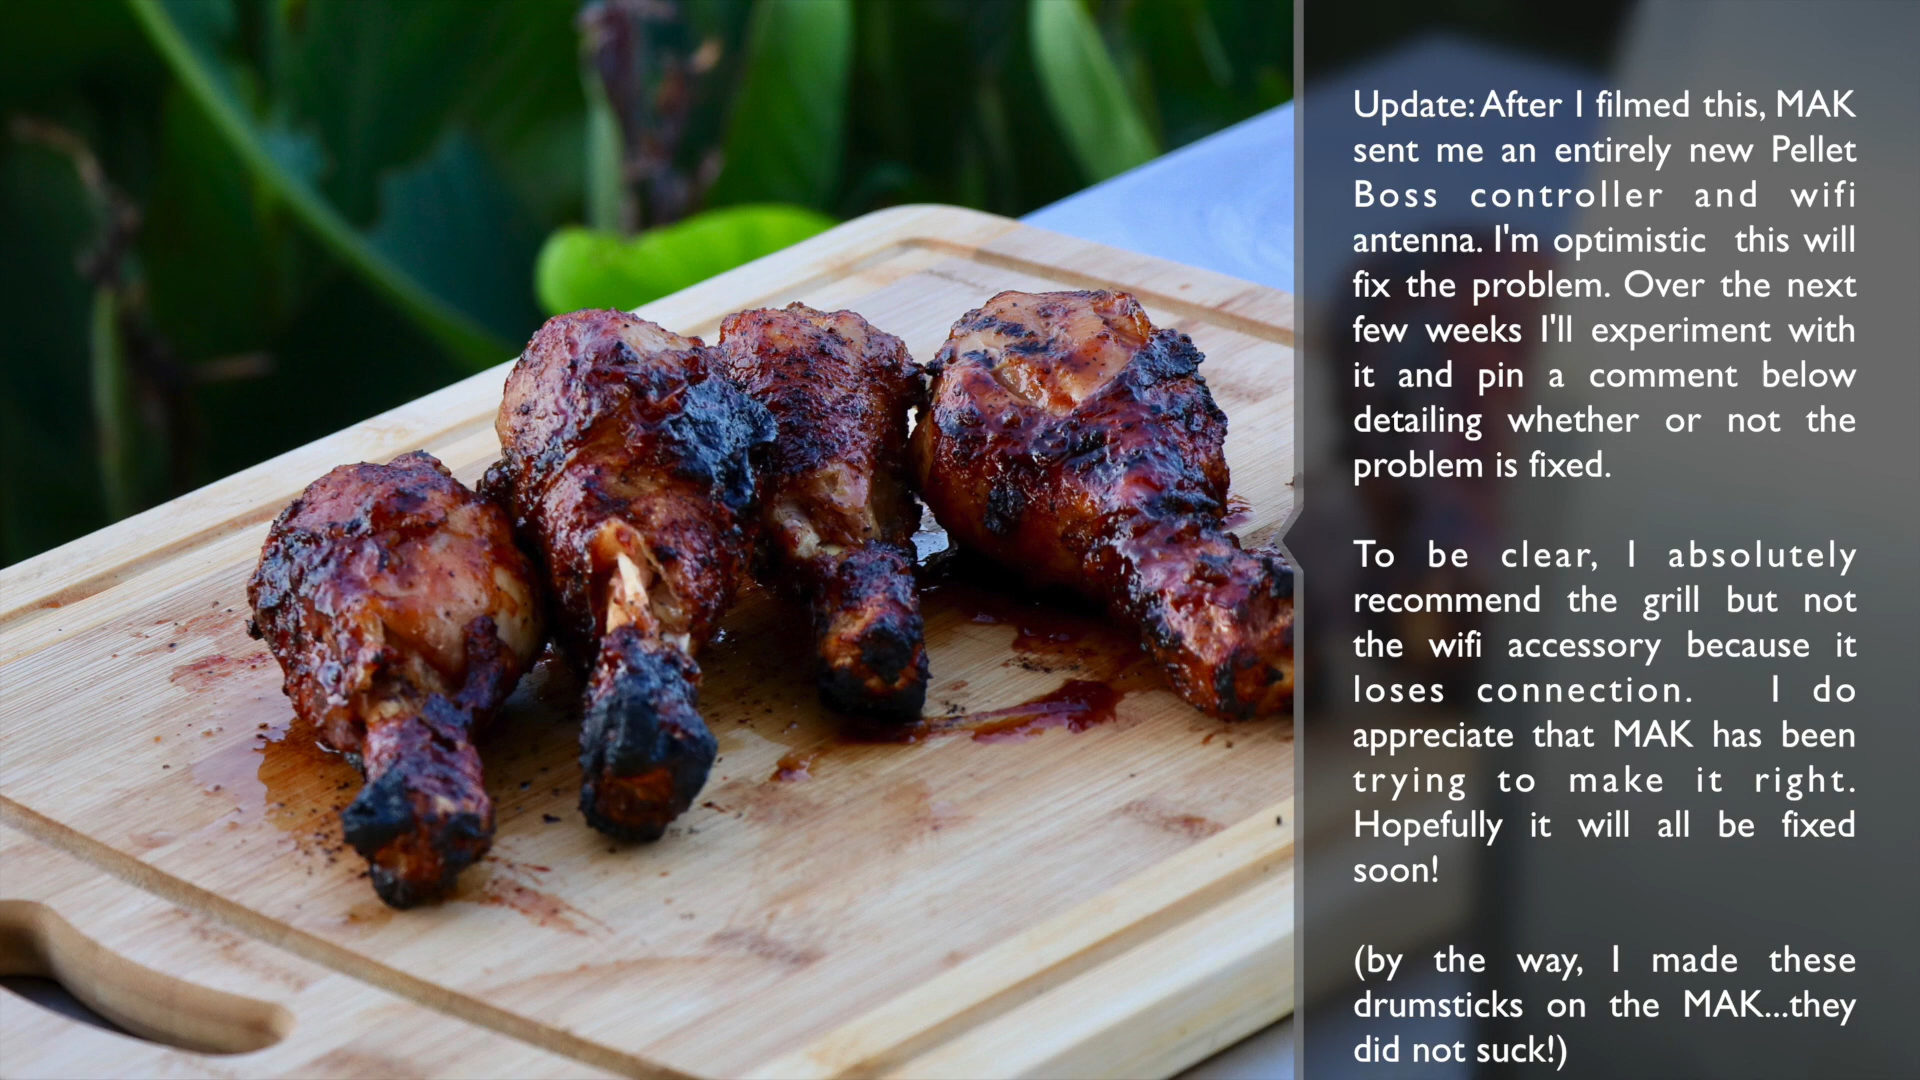 Update: After I filmed this, MAK
sent me an entirely new Pellet
Boss controller and wifi
antenna. I'm optimistic this will
fix the problem. Over the next
few weeks I'll experiment with
it and pin a comment below
detailing whether or not the
problem is fixed.
To be clear, I absolutely
recommend the grill but not
the wifi accessory because it
loses connection. I do
appreciate that MAK has been
trying to make it right.
Hopefully it will all be fixed
soon!
(by the way, I made these
drumsticks on the MAK...they
did not suck!)